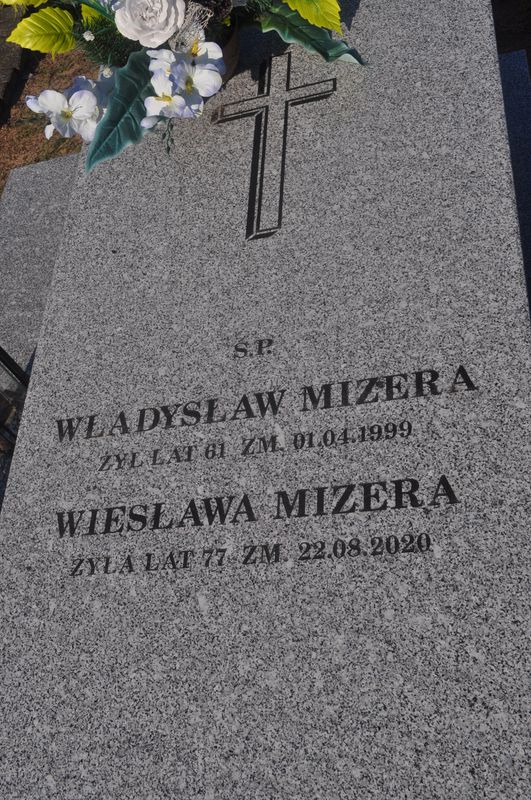 Ś.P.
WŁADYSŁAW MIZERA
ŻYŁ LAT 61 ZM. 01.04.1999
WIESŁAWA MIZERA
ŻYŁA LAT 77 ZM. 22.08.2020